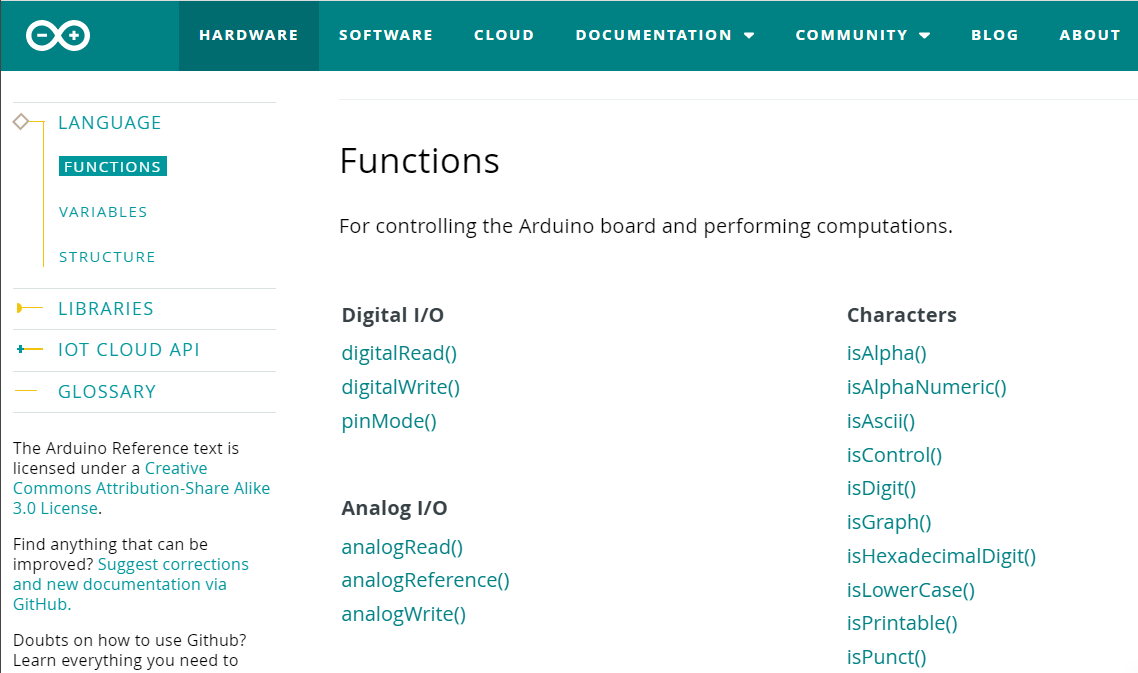 HARDWARE SOFTWARE CLOUD DOCUMENTATION COMMUNITY BLOG ABOUT
LANGUAGE
FUNCTIONS
VARIABLES
STRUCTURE
LIBRARIES
IOT CLOUD API
GLOSSARY
The Arduino Reference text is
licensed under a Creative
Commons Attribution-Share Alike
3.0 License.
Find anything that can be
improved? Suggest corrections
and new documentation via
GitHub.
Doubts on how to use Github?
Learn everything you need to
Functions
For controlling the Arduino board and performing computations.
Digital I/O
digitalRead()
digitalWrite()
pinMode()
Analog I/O
analogRead()
analogReference()
analogWrite()
Characters
isAlpha()
isAlphaNumeric()
isAscii()
isControl()
isDigit()
isGraph()
isHexadecimalDigit()
isLowerCase()
isPrintable()
isPunct()